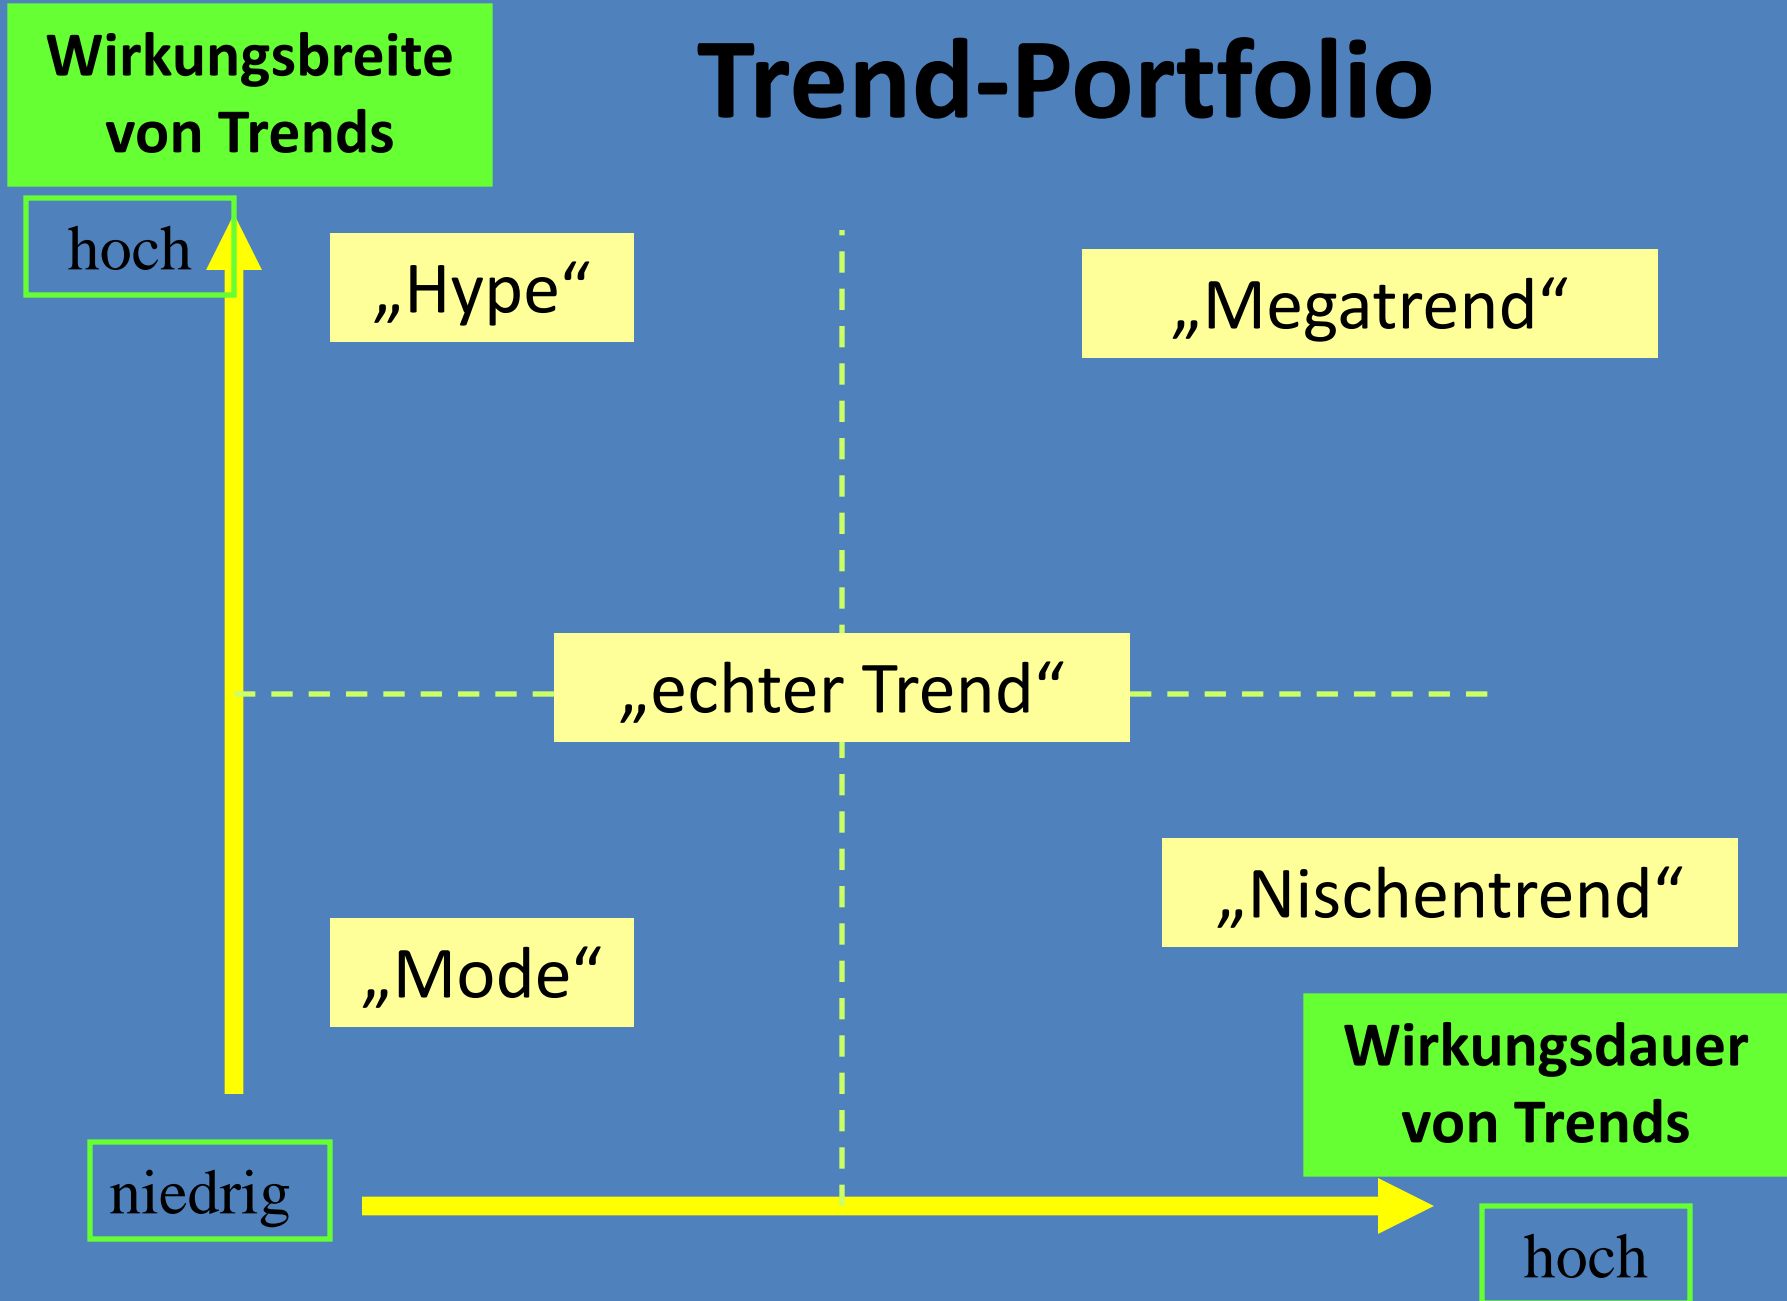 Wirkungsbreite
von Trends
Trend-Portfolio
hoch
„Hype“
„Megatrend“
„echter Trend“
„Nischentrend“
„Mode“
Wirkungsdauer
von Trends
niedrig
hoch